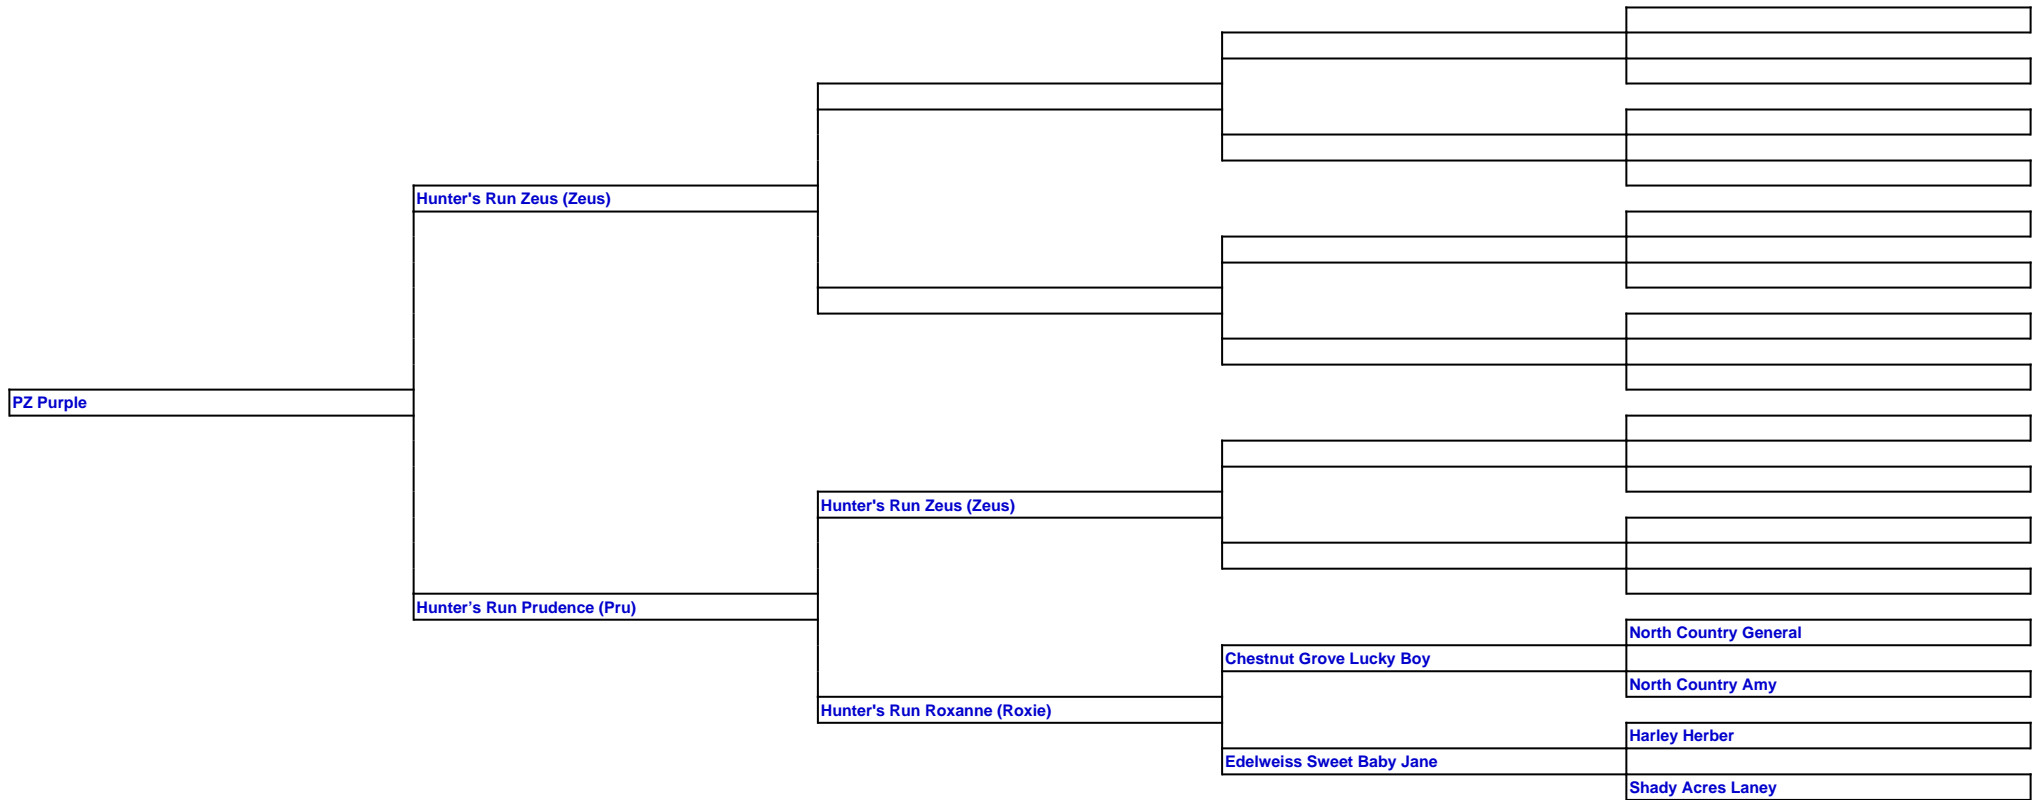 Hunter's Run Zeus (Zeus)
PZ Purple
Hunter's Run Zeus (Zeus)
Hunter’s Run Prudence (Pru)
North Country General
Chestnut Grove Lucky Boy
North Country Amy
Hunter's Run Roxanne (Roxie)
Harley Herber
Edelweiss Sweet Baby Jane
Shady Acres Laney